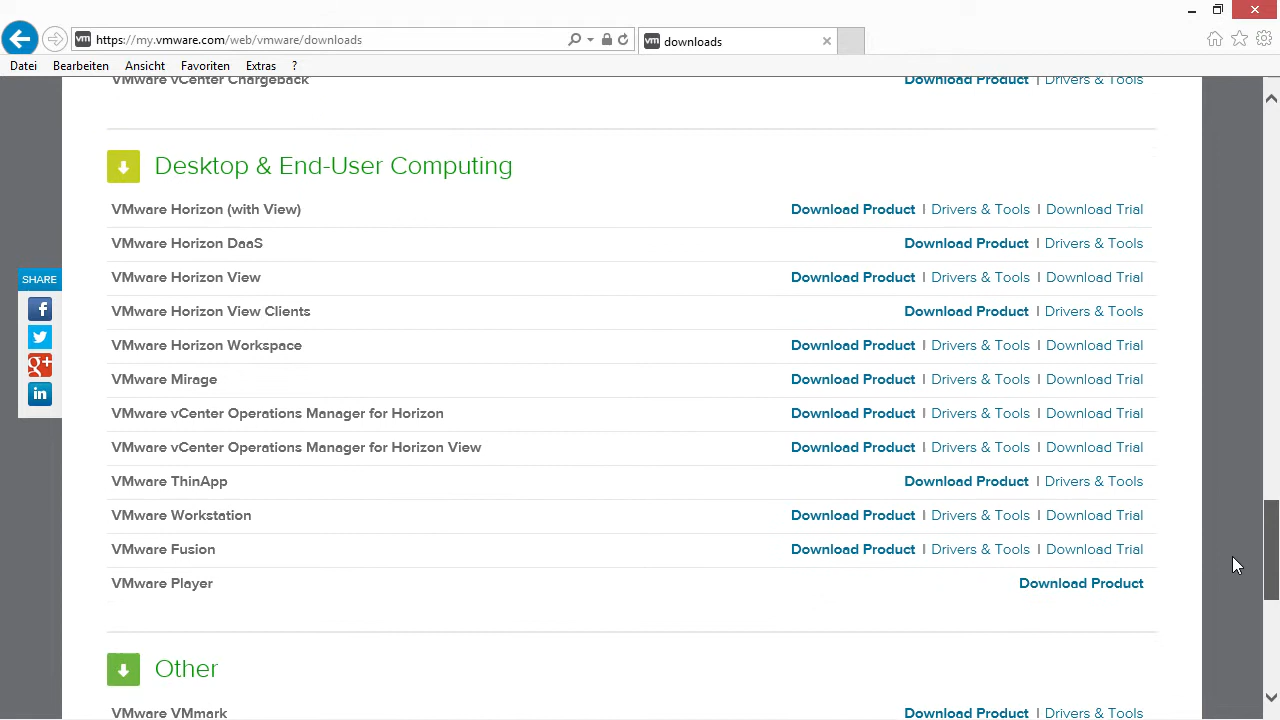 vm https://my.vmware.com/web/vmware/downloads
vm downloads
Datei Bearbeiten Ansicht Favoriten Extras ?
VMware vCenter Chargeback Download Product | Drivers & Tools
Desktop & End-User Computing
VMware Horizon (with View) Download Product | Drivers & Tools | Download Trial
VMware Horizon DaaS Download Product | Drivers & Tools
VMware Horizon View Download Product | Drivers & Tools | Download Trial
SHARE
VMware Horizon View Clients Download Product | Drivers & Tools
f
VMware Horizon Workspace Download Product | Drivers & Tools | Download Trial
g+
VMware Mirage Download Product | Drivers & Tools | Download Trial
in
VMware vCenter Operations Manager for Horizon Download Product | Drivers & Tools | Download Trial
VMware vCenter Operations Manager for Horizon View Download Product | Drivers & Tools | Download Trial
VMware ThinApp Download Product | Drivers & Tools
VMware Workstation Download Product | Drivers & Tools | Download Trial
VMware Fusion Download Product | Drivers & Tools | Download Trial
VMware Player Download Product
Other
VMware VMmark Download Product | Drivers & Tools